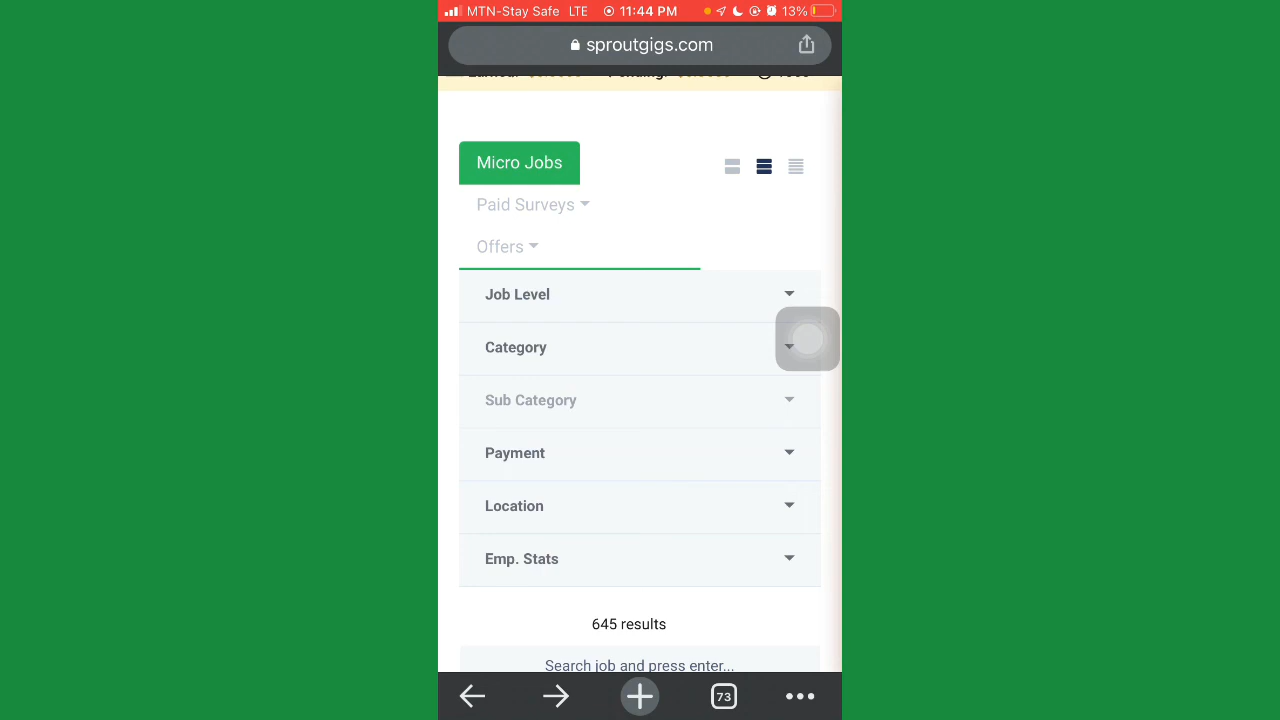 MTN-Stay Safe LTE 11:44 PM 13%
sproutgigs.com
Micro Jobs
Paid Surveys
Offers
Job Level
Category
Sub Category
Payment
Location
Emp. Stats
645 results
Search job and press enter...
73